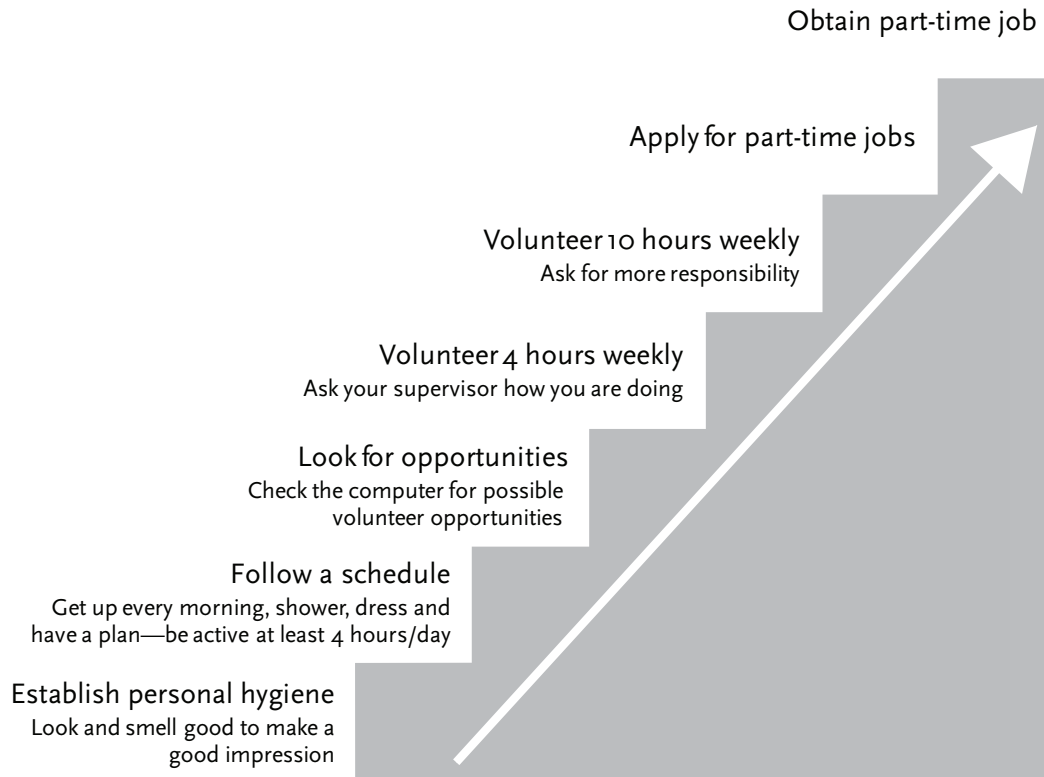 Obtain part-time job
Apply for part-time jobs
Volunteer 10 hours weekly
Ask for more responsibility
Volunteer 4 hours weekly
Ask your supervisor how you are doing
Look for opportunities
Check the computer for possible
volunteer opportunities
Follow a schedule
Get up every morning, shower, dress and
have a plan—be active at least 4 hours/day
Establish personal hygiene
Look and smell good to make a
good impression